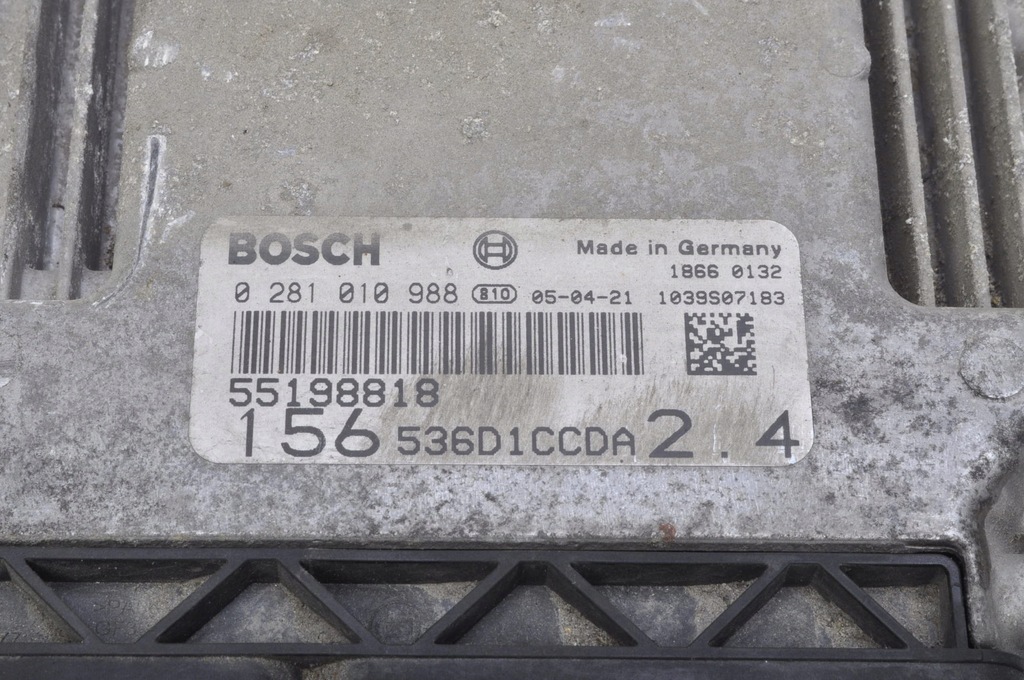 BOSCH Made in Germany
1866 0132
0 281 010 988 810 05-04-21 1039S07183
55198818
156 536D1CCDA 2.4